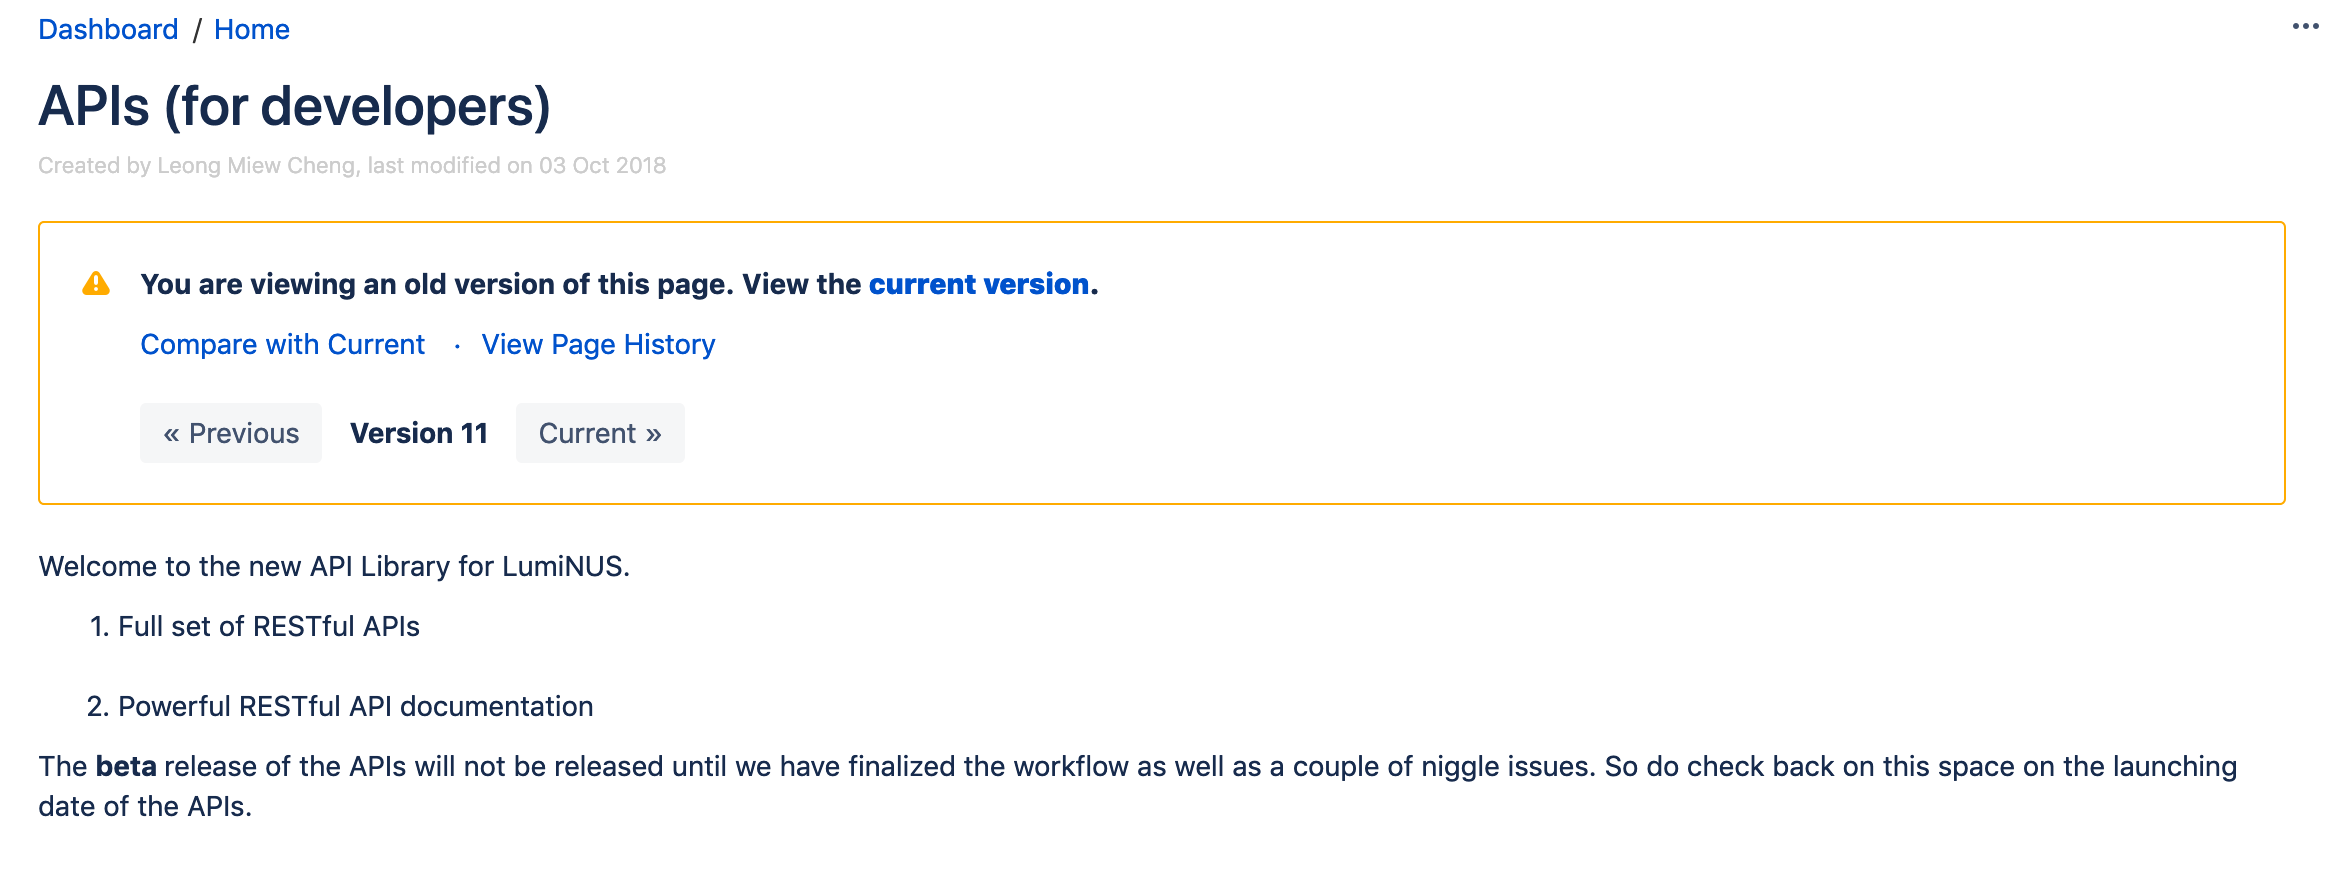 Dashboard / Home
APIs (for developers)
Created by Leong Miew Cheng, last modified on 03 Oct 2018
You are viewing an old version of this page. View the current version.
Compare with Current · View Page History
« Previous Version 11 Current »
Welcome to the new API Library for LumiNUS.
1. Full set of RESTful APIs
2. Powerful RESTful API documentation
The beta release of the APIs will not be released until we have finalized the workflow as well as a couple of niggle issues. So do check back on this space on the launching
date of the APIs.